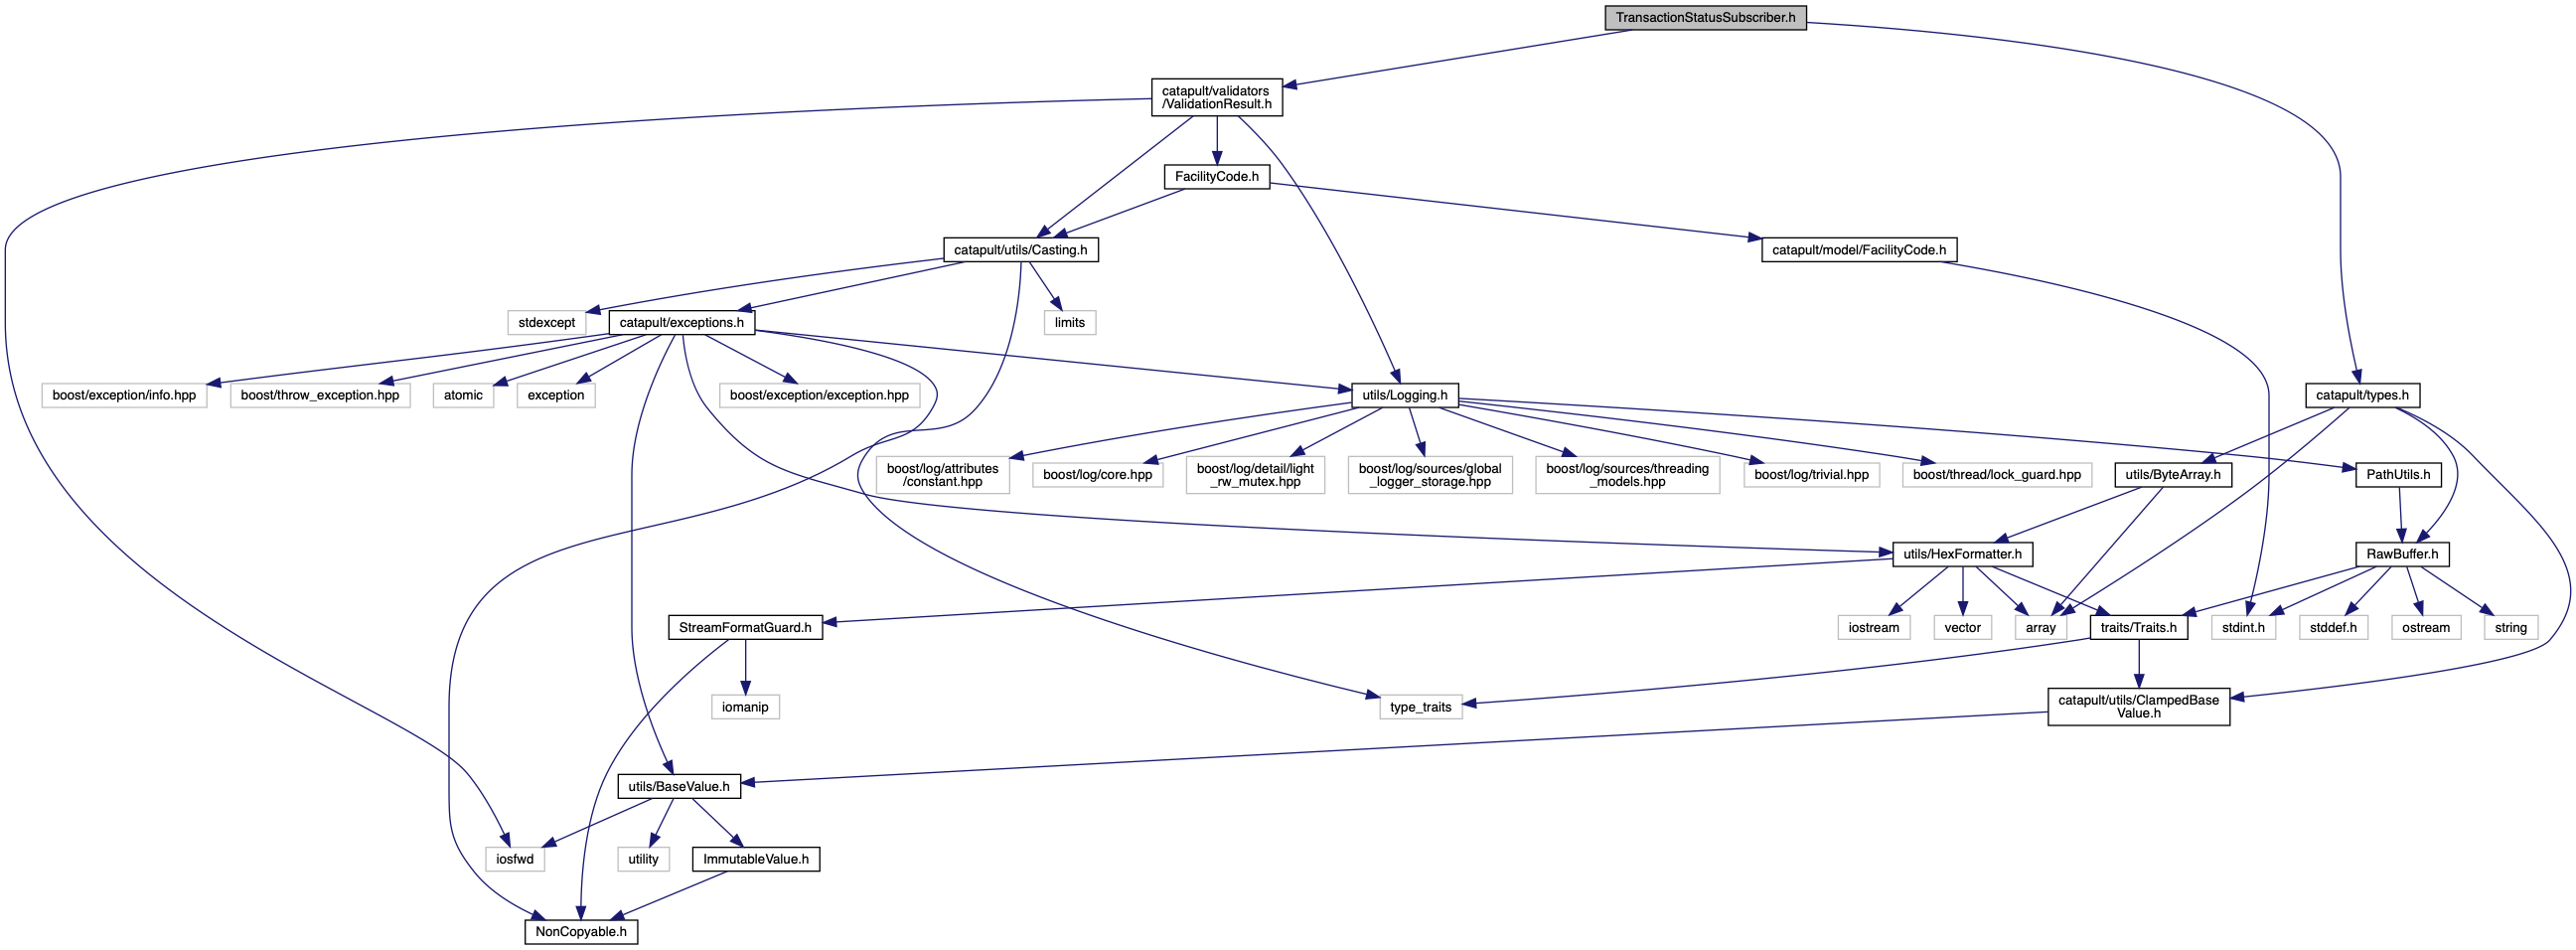 TransactionStatusSubscriber.h
catapult/validators
/ValidationResult.h
FacilityCode.h
catapult/utils/Casting.h
catapult/model/FacilityCode.h
stdexcept
catapult/exceptions.h
limits
boost/exception/info.hpp
boost/throw_exception.hpp
atomic
exception
boost/exception/exception.hpp
utils/Logging.h
catapult/types.h
boost/log/attributes
/constant.hpp
boost/log/core.hpp
boost/log/detail/light
_rw_mutex.hpp
boost/log/sources/global
_logger_storage.hpp
boost/log/sources/threading
_models.hpp
boost/log/trivial.hpp
boost/thread/lock_guard.hpp
utils/ByteArray.h
PathUtils.h
utils/HexFormatter.h
RawBuffer.h
StreamFormatGuard.h
iostream
vector
array
traits/Traits.h
stdint.h
stddef.h
ostream
string
iomanip
type_traits
catapult/utils/ClampedBase
Value.h
utils/BaseValue.h
iosfwd
utility
ImmutableValue.h
NonCopyable.h